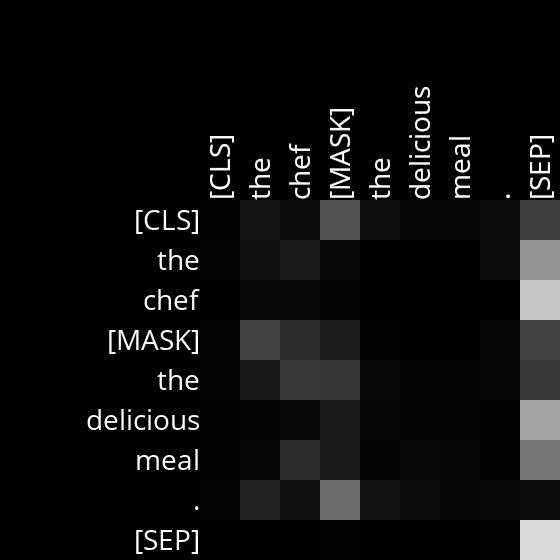 [CLS] the chef [MASK] the delicious meal . [SEP]
[CLS]
the
chef
[MASK]
the
delicious
meal
.
[SEP]